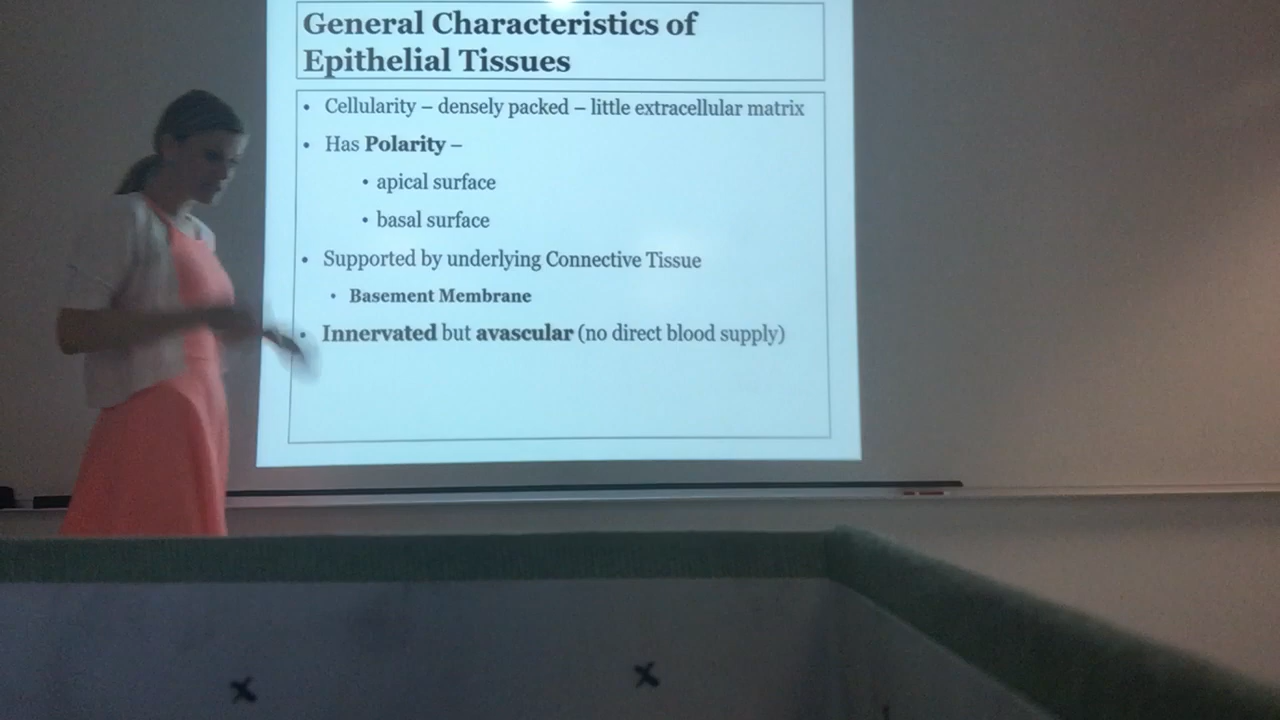 General Characteristics of
Epithelial Tissues
• Cellularity – densely packed – little extracellular matrix
• Has Polarity –
• apical surface
• basal surface
• Supported by underlying Connective Tissue
• Basement Membrane
• Innervated but avascular (no direct blood supply)
x x